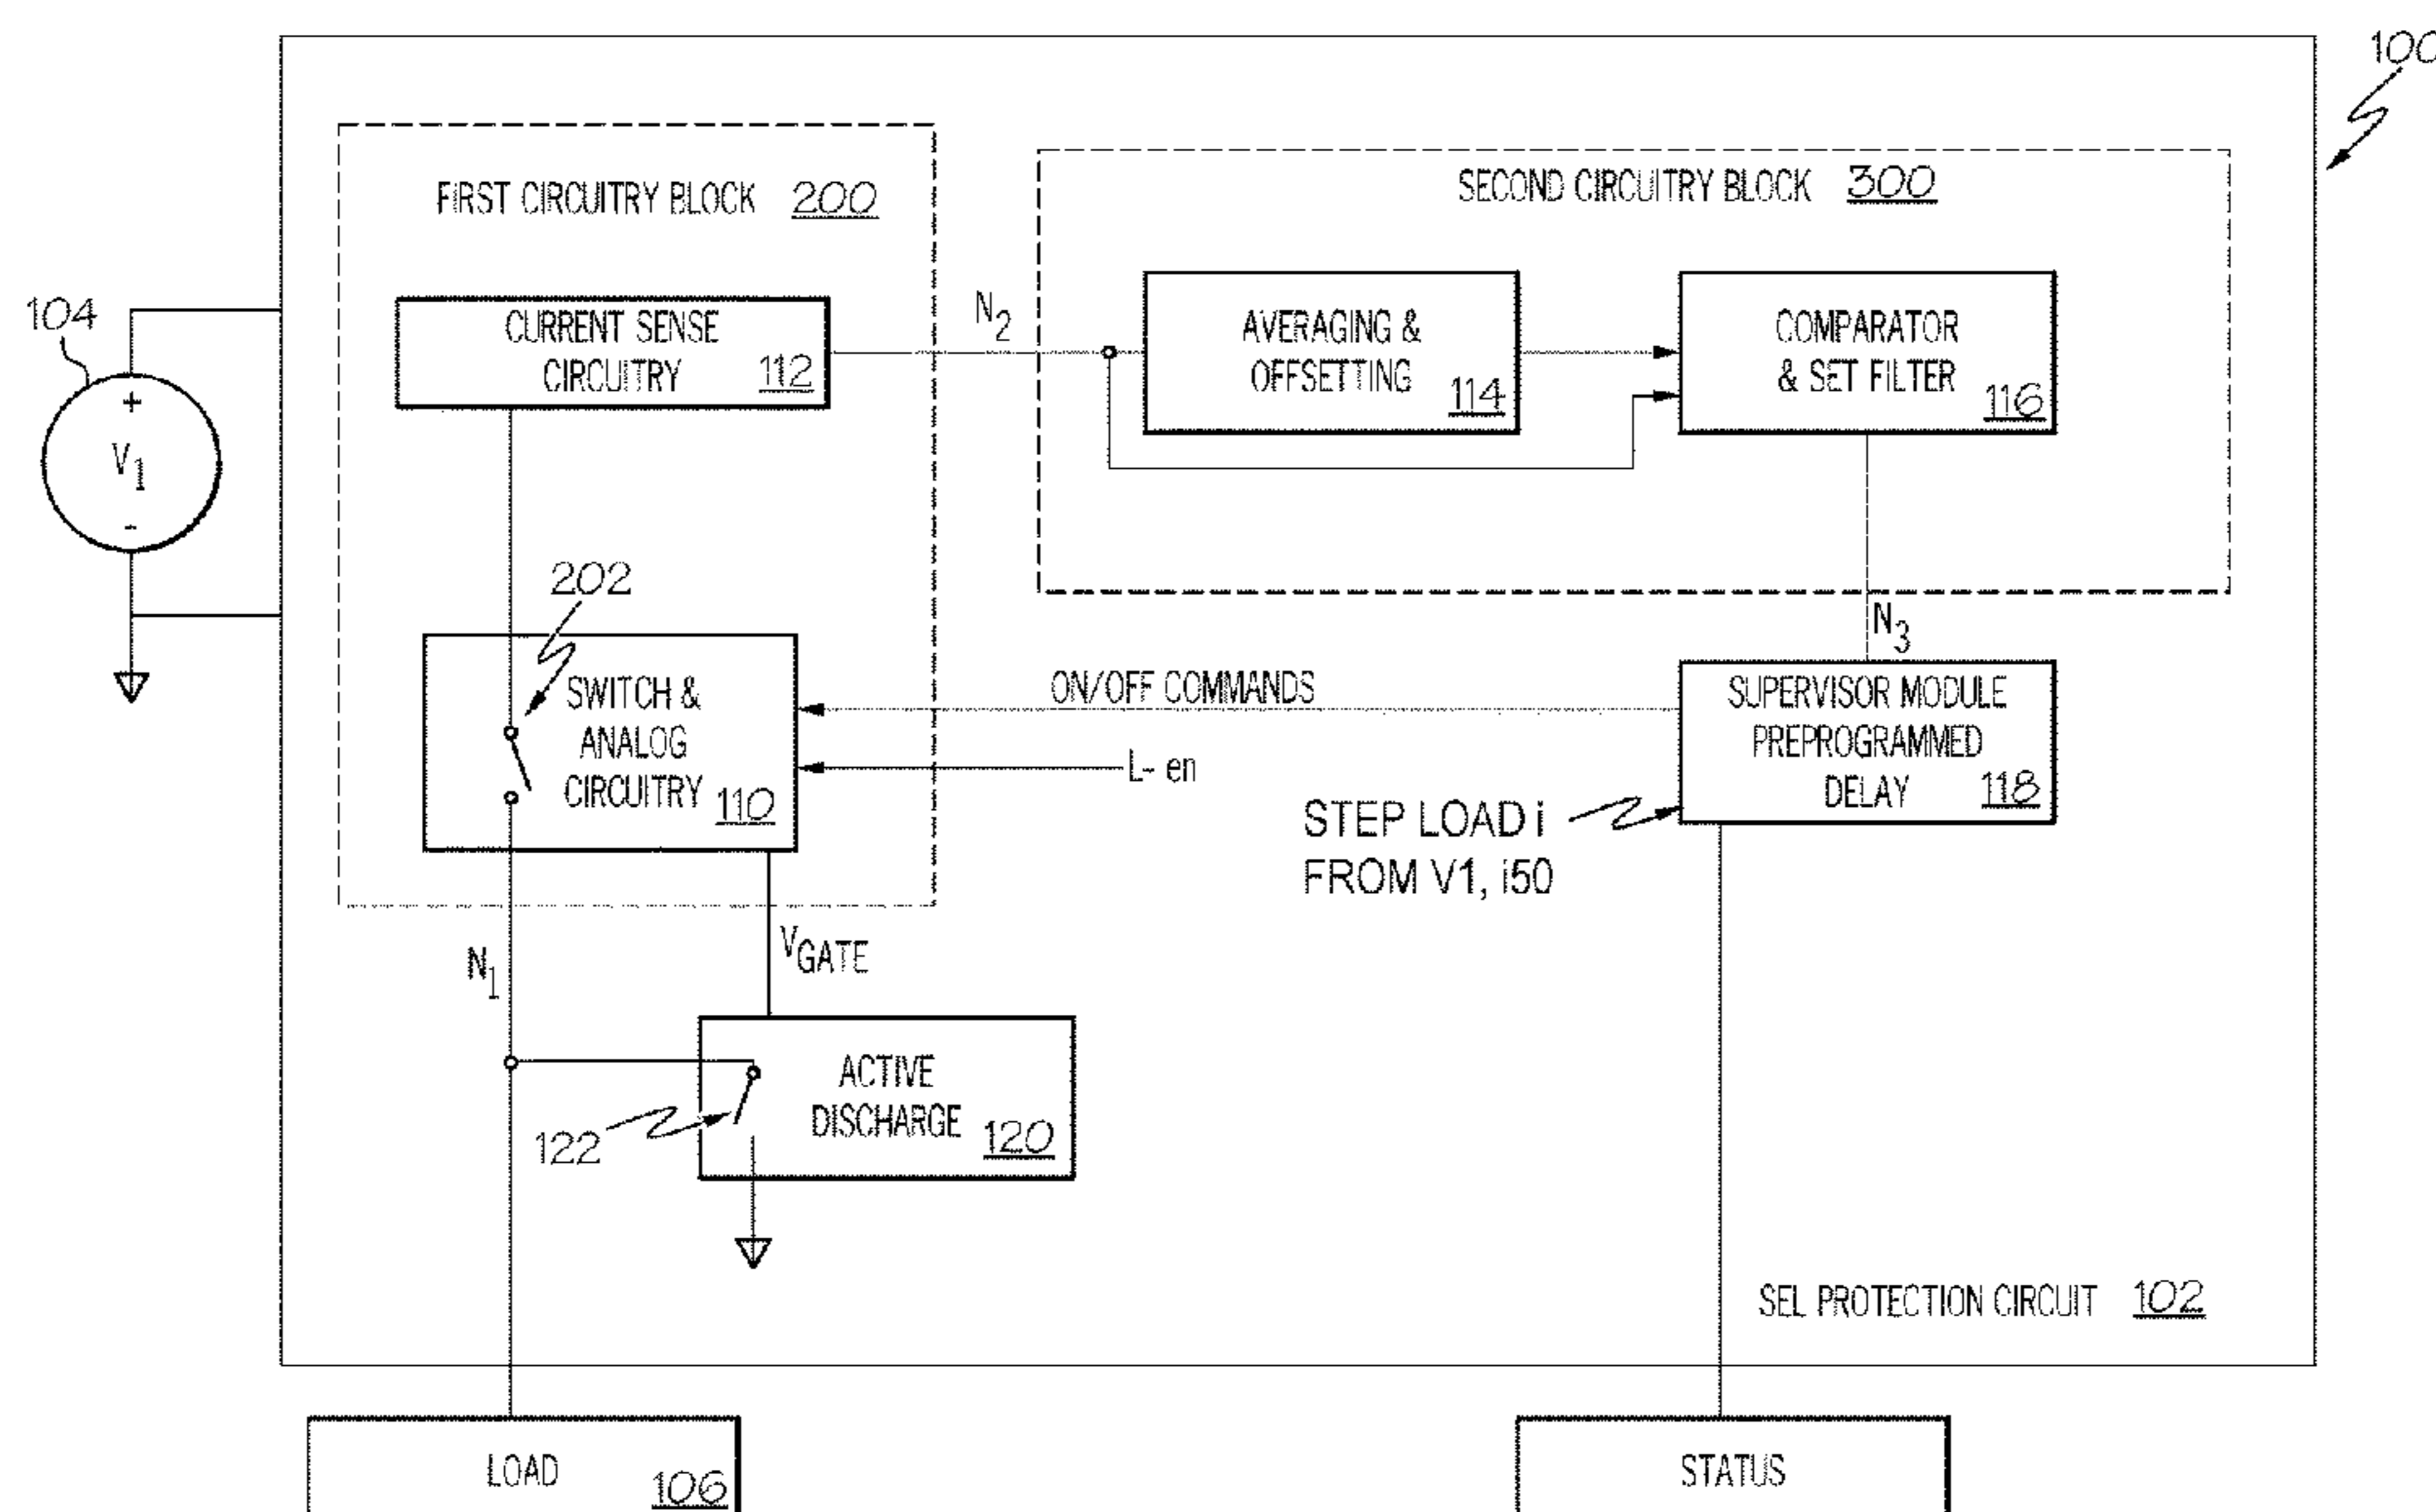 100
FIRST CIRCUITRY BLOCK 200
SECOND CIRCUITRY BLOCK 300
104
+
V1
-
CURRENT SENSE
CIRCUITRY 112
N2
AVERAGING &
OFFSETTING 114
COMPARATOR
& SET FILTER 116
202
SWITCH &
ANALOG
CIRCUITRY 110
ON/OFF COMMANDS
L- en
N3
SUPERVISOR MODULE
PREPROGRAMMED
DELAY 118
STEP LOAD i
FROM V1, i50
N1
VGATE
ACTIVE
DISCHARGE 120
122
SEL PROTECTION CIRCUIT 102
LOAD 106
STATUS